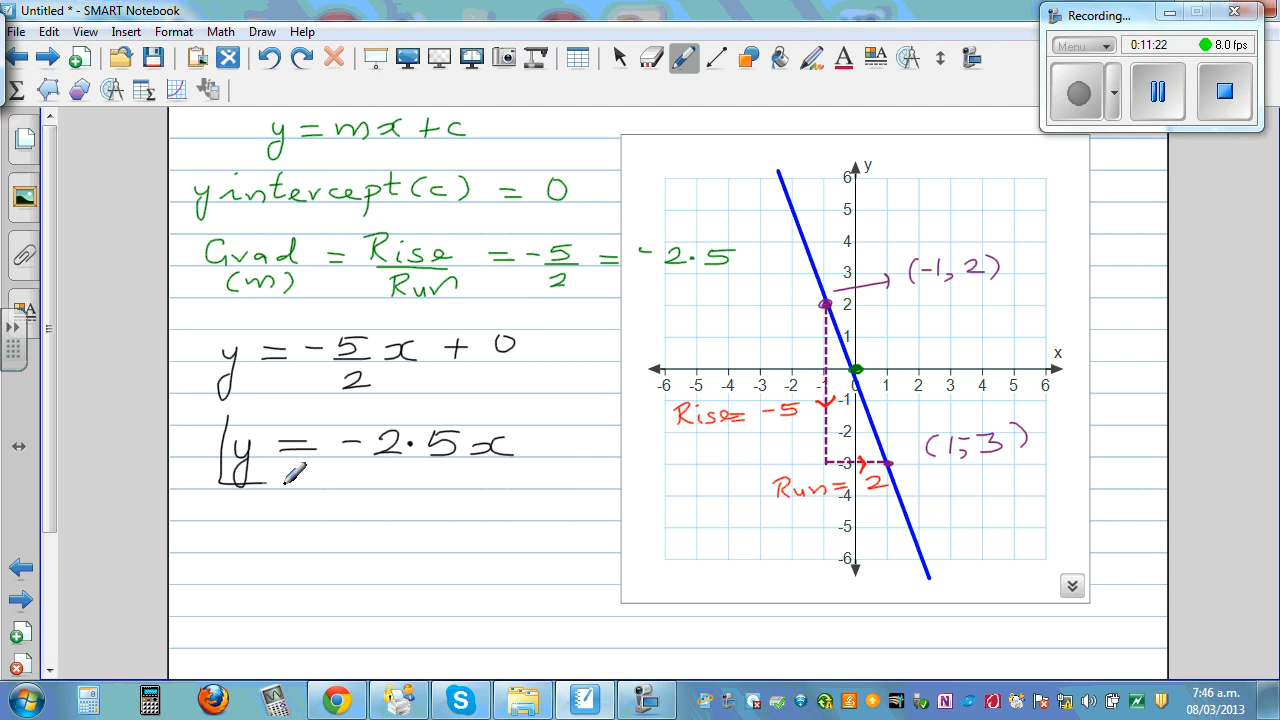 Untitled * - SMART Notebook
File Edit View Insert Format Math Draw Help
Recording...
Menu 0:11:22 8.0 fps
y = mx + c
y intercept (c) = 0
Grad = Rise/Run = -5/2 = -2.5
(m)
y = -5/2 x + 0
y = -2.5x
y
6
5
4
3
2
1
(-1, 2)
x
-6 -5 -4 -3 -2 - 0 1 2 3 4 5 6
-1
-2
-3
-4
-5
-6
Rise= -5
(1,-3)
Run= 2
7:46 a.m.
08/03/2013